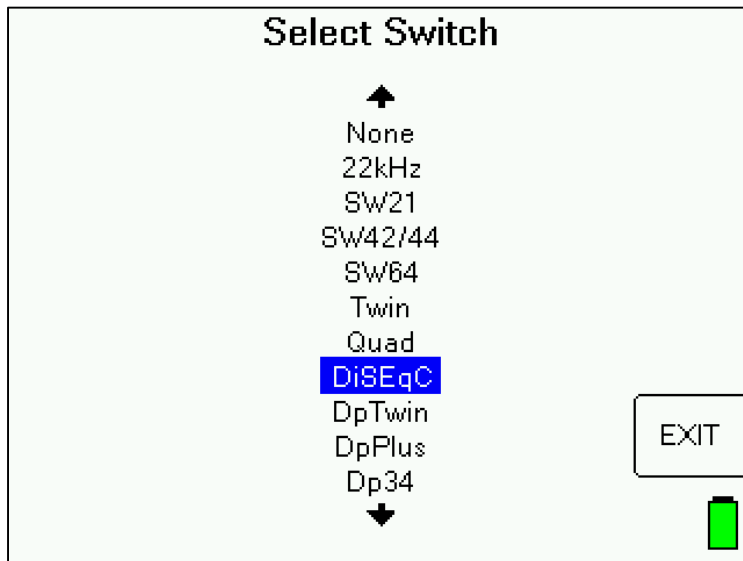 Select Switch
None
22kHz
SW21
SW42/44
SW64
Twin
Quad
DiSEqC
DpTwin
DpPlus
Dp34
EXIT